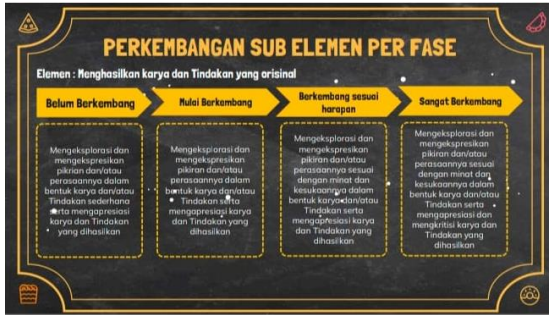 PERKEMBANGAN SUB ELEMEN PER FASE
Elemen : Menghasilkan karya dan Tindakan yang orisinal
Belum Berkembang
Mulai Berkembang
Berkembang sesuai
harapan
Sangat Berkembang
Mengeksplorasi dan
mengekspresikan
pikrian dan/atau
perasaannya dalam
bentuk karya dan/atau
Tindakan sederhana
serta mengapresiasi
karya dan Tindakan
yang dihasilkan
Mengeksplorasi dan
mengekspresikan
pikiran dan/atau
perasaannya dalam
bentuk karya dan/atau
Tindakan serta
mengapresiasi karya
dan Tindakan yang
dihasilkan
Mengeksplorasi dan
mengekspresikan
pikiran dan/atau
perasaannya sesuai
dengan minat dan
kesukaannya dalam
bentuk karya dan/atau
Tindakan serta
mengapresiasi karya
dan Tindakan yang
dihasilkan
Mengeksplorasi dan
mengekspresikan
pikiran dan/atau
perasaannya sesuai
dengan minat dan
kesukaannya dalam
bentuk karya dan/atau
Tindakan serta
mengapresiasi dan
mengkritisi karya dan
Tindakan yang
dihasilkan